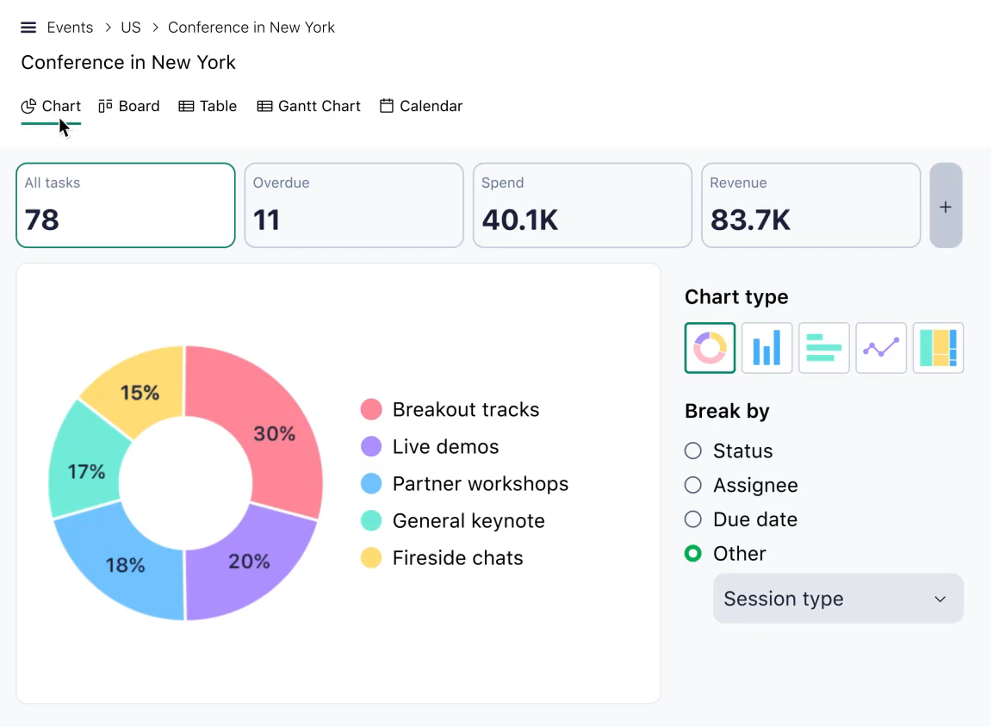 Events > US > Conference in New York
Conference in New York
Chart Board Table Gantt Chart Calendar
All tasks Overdue Spend Revenue
78 11 40.1K 83.7K +
Chart type
15%
30%
17%
18%
20%
Breakout tracks
Live demos
Partner workshops
General keynote
Fireside chats
Break by
Status
Assignee
Due date
Other
Session type